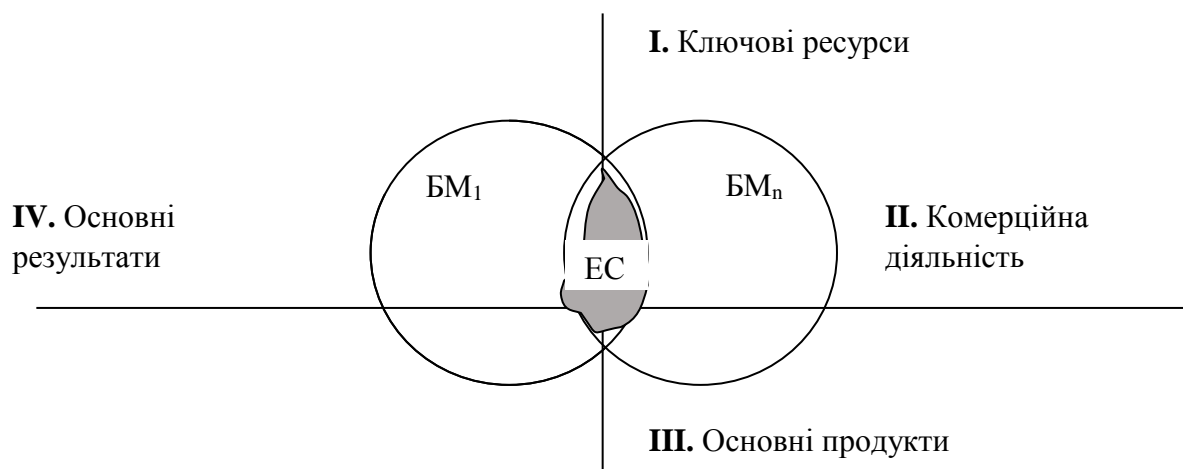 I. Ключові ресурси
БМ1
БМn
IV. Основні
результати
II. Комерційна
діяльність
ЕС
III. Основні продукти